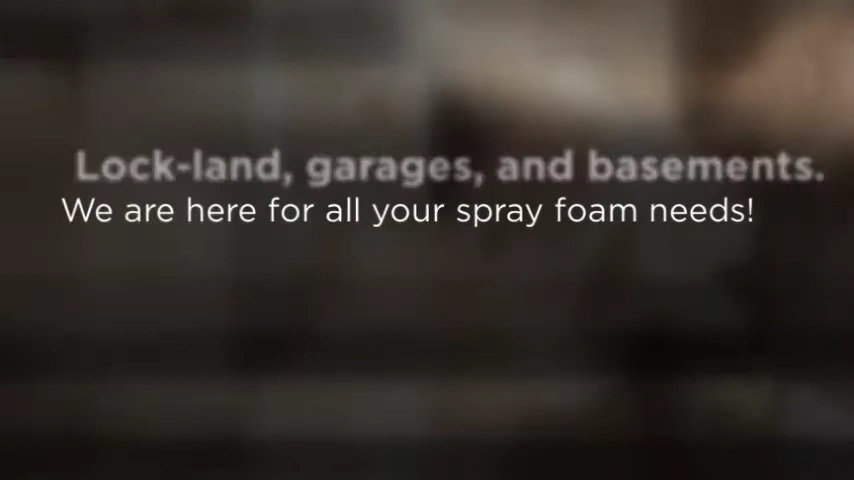 Lock-land, garages, and basements.
We are here for all your spray foam needs!